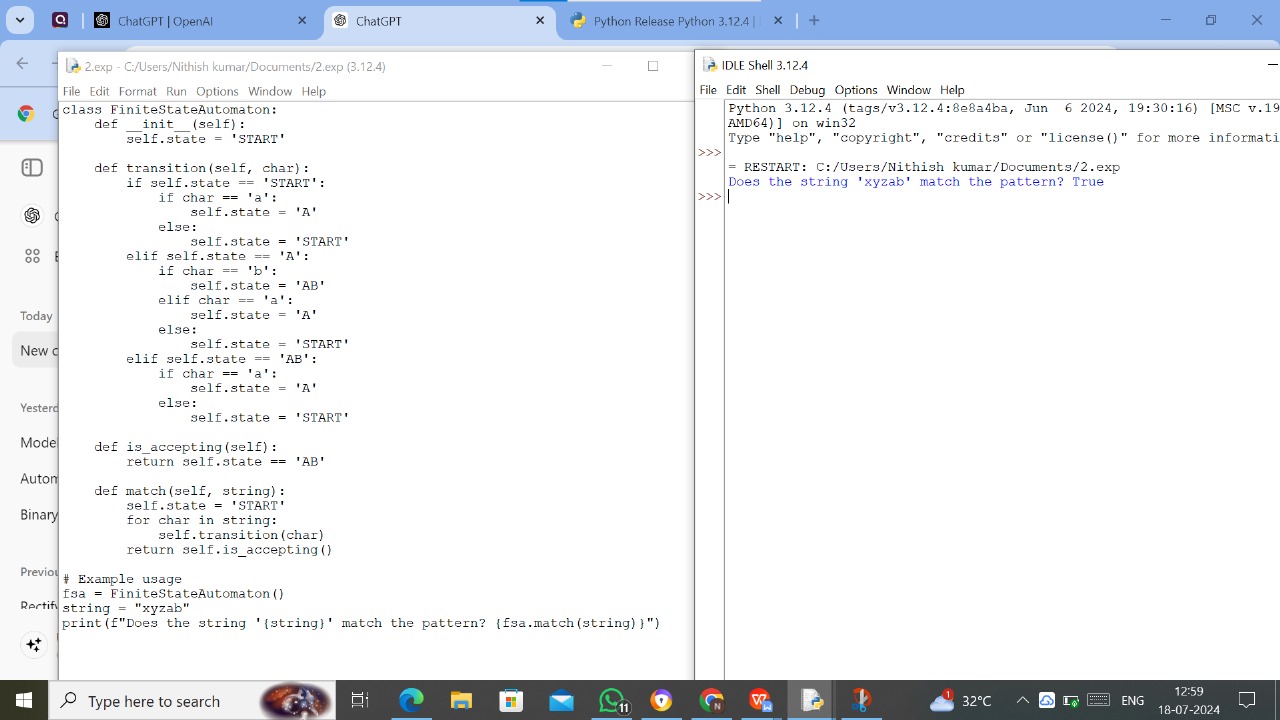 ChatGPT | OpenAI
ChatGPT
Python Release Python 3.12.4 |
2.exp - C:/Users/Nithish kumar/Documents/2.exp (3.12.4)
File Edit Format Run Options Window Help
class FiniteStateAutomaton:
    def __init__(self):
        self.state = 'START'
    def transition(self, char):
        if self.state == 'START':
            if char == 'a':
                self.state = 'A'
            else:
                self.state = 'START'
        elif self.state == 'A':
            if char == 'b':
                self.state = 'AB'
            elif char == 'a':
                self.state = 'A'
            else:
                self.state = 'START'
        elif self.state == 'AB':
            if char == 'a':
                self.state = 'A'
            else:
                self.state = 'START'
    def is_accepting(self):
        return self.state == 'AB'
    def match(self, string):
        self.state = 'START'
        for char in string:
            self.transition(char)
        return self.is_accepting()
# Example usage
fsa = FiniteStateAutomaton()
string = "xyzab"
print(f"Does the string '{string}' match the pattern? {fsa.match(string)}")
IDLE Shell 3.12.4
File Edit Shell Debug Options Window Help
Python 3.12.4 (tags/v3.12.4:8e8a4ba, Jun  6 2024, 19:30:16) [MSC v.19
AMD64)] on win32
Type "help", "copyright", "credits" or "license()" for more informati
>>>
= RESTART: C:/Users/Nithish kumar/Documents/2.exp
Does the string 'xyzab' match the pattern? True
>>>
Today
New c
Yesterd
Model
Autom
Binary
Previou
Rectify
Type here to search
11
1
32°C
ENG
12:59
18-07-2024